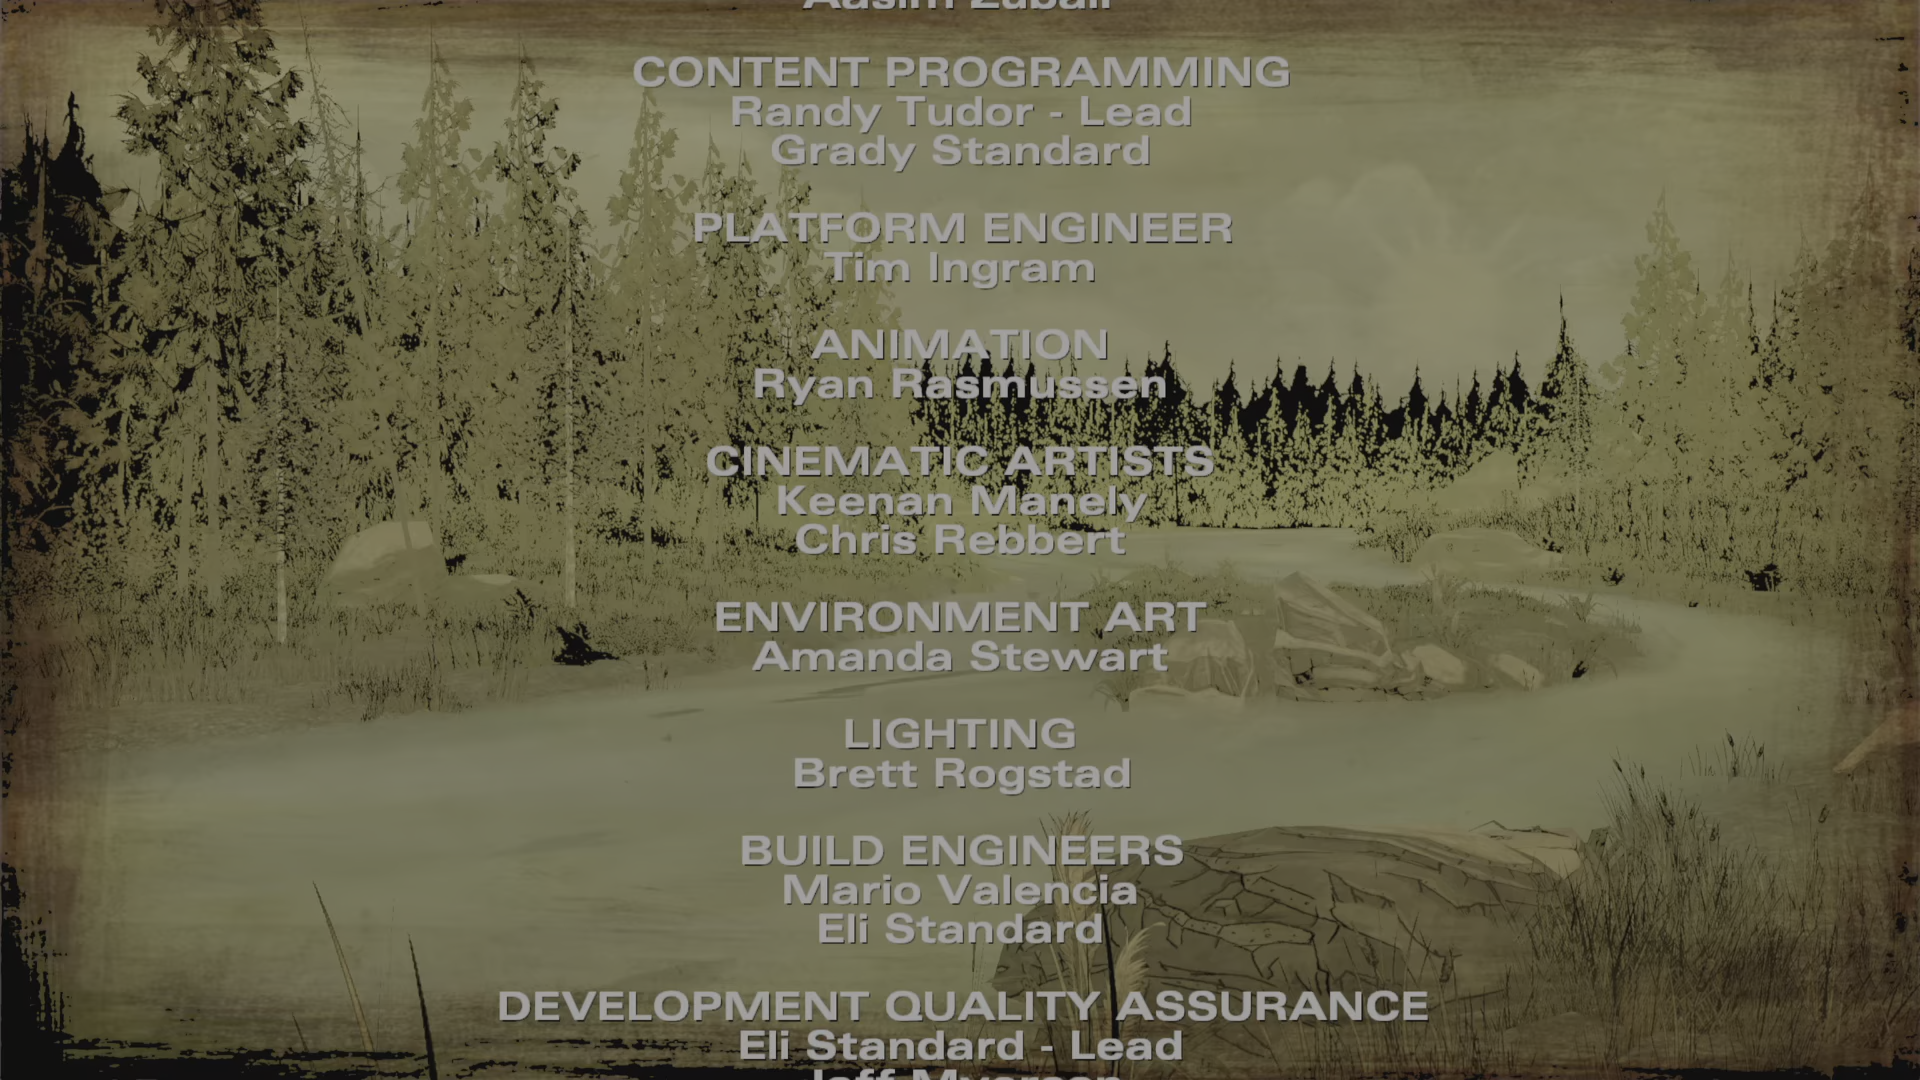 CONTENT PROGRAMMING
Randy Tudor - Lead
Grady Standard
PLATFORM ENGINEER
Tim Ingram
ANIMATION
Ryan Rasmussen
CINEMATIC ARTISTS
Keenan Manely
Chris Rebbert
ENVIRONMENT ART
Amanda Stewart
LIGHTING
Brett Rogstad
BUILD ENGINEERS
Mario Valencia
Eli Standard
DEVELOPMENT QUALITY ASSURANCE
Eli Standard - Lead